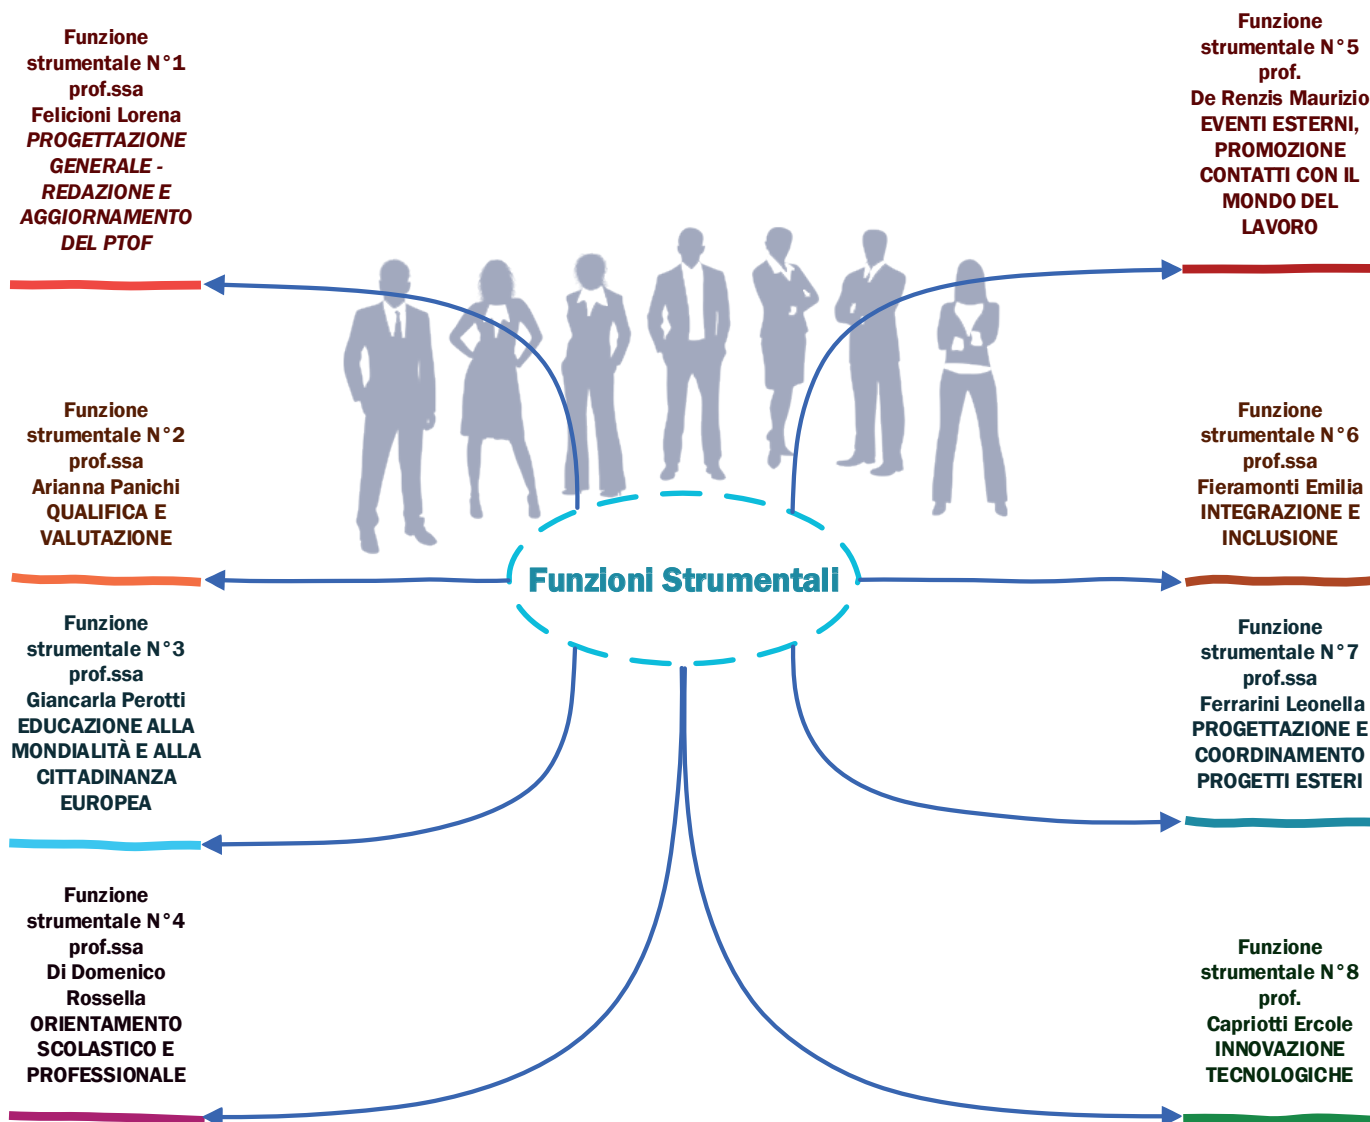 Funzione
strumentale N°1
prof.ssa
Felicioni Lorena
PROGETTAZIONE
GENERALE -
REDAZIONE E
AGGIORNAMENTO
DEL PTOF
Funzione
strumentale N°2
prof.ssa
Arianna Panichi
QUALIFICA E
VALUTAZIONE
Funzione
strumentale N°3
prof.ssa
Giancarla Perotti
EDUCAZIONE ALLA
MONDIALITÀ E ALLA
CITTADINANZA
EUROPEA
Funzione
strumentale N°4
prof.ssa
Di Domenico
Rossella
ORIENTAMENTO
SCOLASTICO E
PROFESSIONALE
Funzioni Strumentali
Funzione
strumentale N°5
prof.
De Renzis Maurizio
EVENTI ESTERNI,
PROMOZIONE
CONTATTI CON IL
MONDO DEL
LAVORO
Funzione
strumentale N°6
prof.ssa
Fieramonti Emilia
INTEGRAZIONE E
INCLUSIONE
Funzione
strumentale N°7
prof.ssa
Ferrarini Leonella
PROGETTAZIONE E
COORDINAMENTO
PROGETTI ESTERI
Funzione
strumentale N°8
prof.
Capriotti Ercole
INNOVAZIONE
TECNOLOGICHE